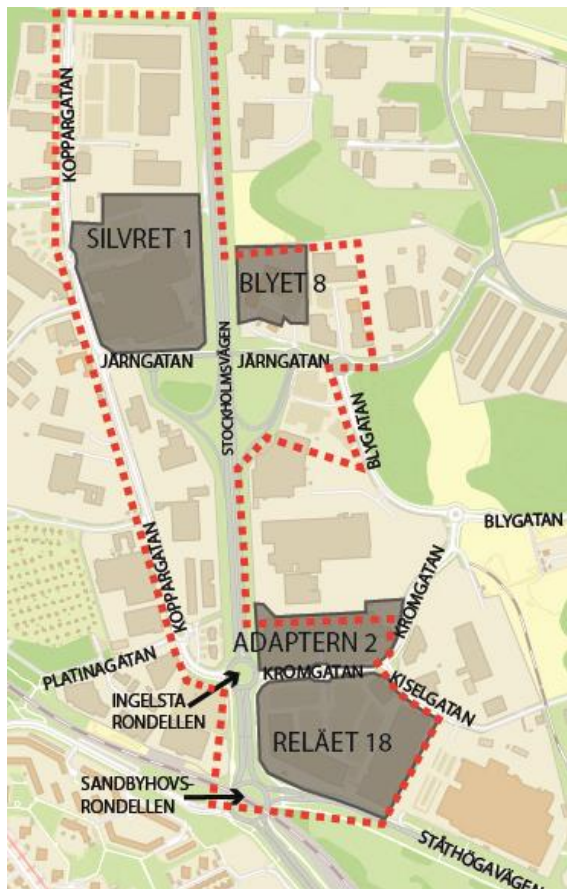 KOPPARGATAN
SILVRET 1
BLYET 8
STOCKHOLMSVÄGEN
JÄRNGATAN
JÄRNGATAN
BLYGATAN
BLYGATAN
KOPPARGATAN
KROMGATAN
ADAPTERN 2
PLATINAGATAN
KROMGATAN
KISELGATAN
INGELSTA
RONDELLEN
RELÄET 18
SANDBYHOVS-
RONDELLEN
STÅTHÖGAVÄGEN